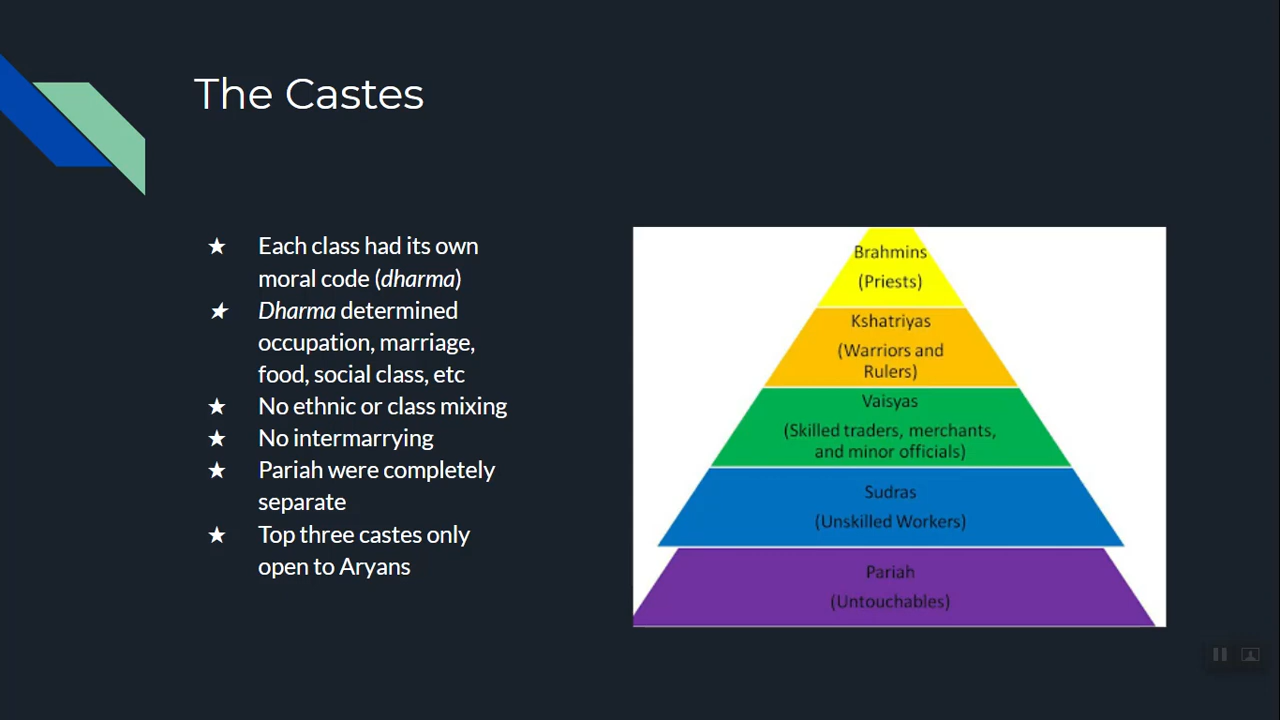 The Castes
★ Each class had its own
moral code (dharma)
★ Dharma determined
occupation, marriage,
food, social class, etc
★ No ethnic or class mixing
★ No intermarrying
★ Pariah were completely
separate
★ Top three castes only
open to Aryans
Brahmins
(Priests)
Kshatriyas
(Warriors and
Rulers)
Vaisyas
(Skilled traders, merchants,
and minor officials)
Sudras
(Unskilled Workers)
Pariah
(Untouchables)